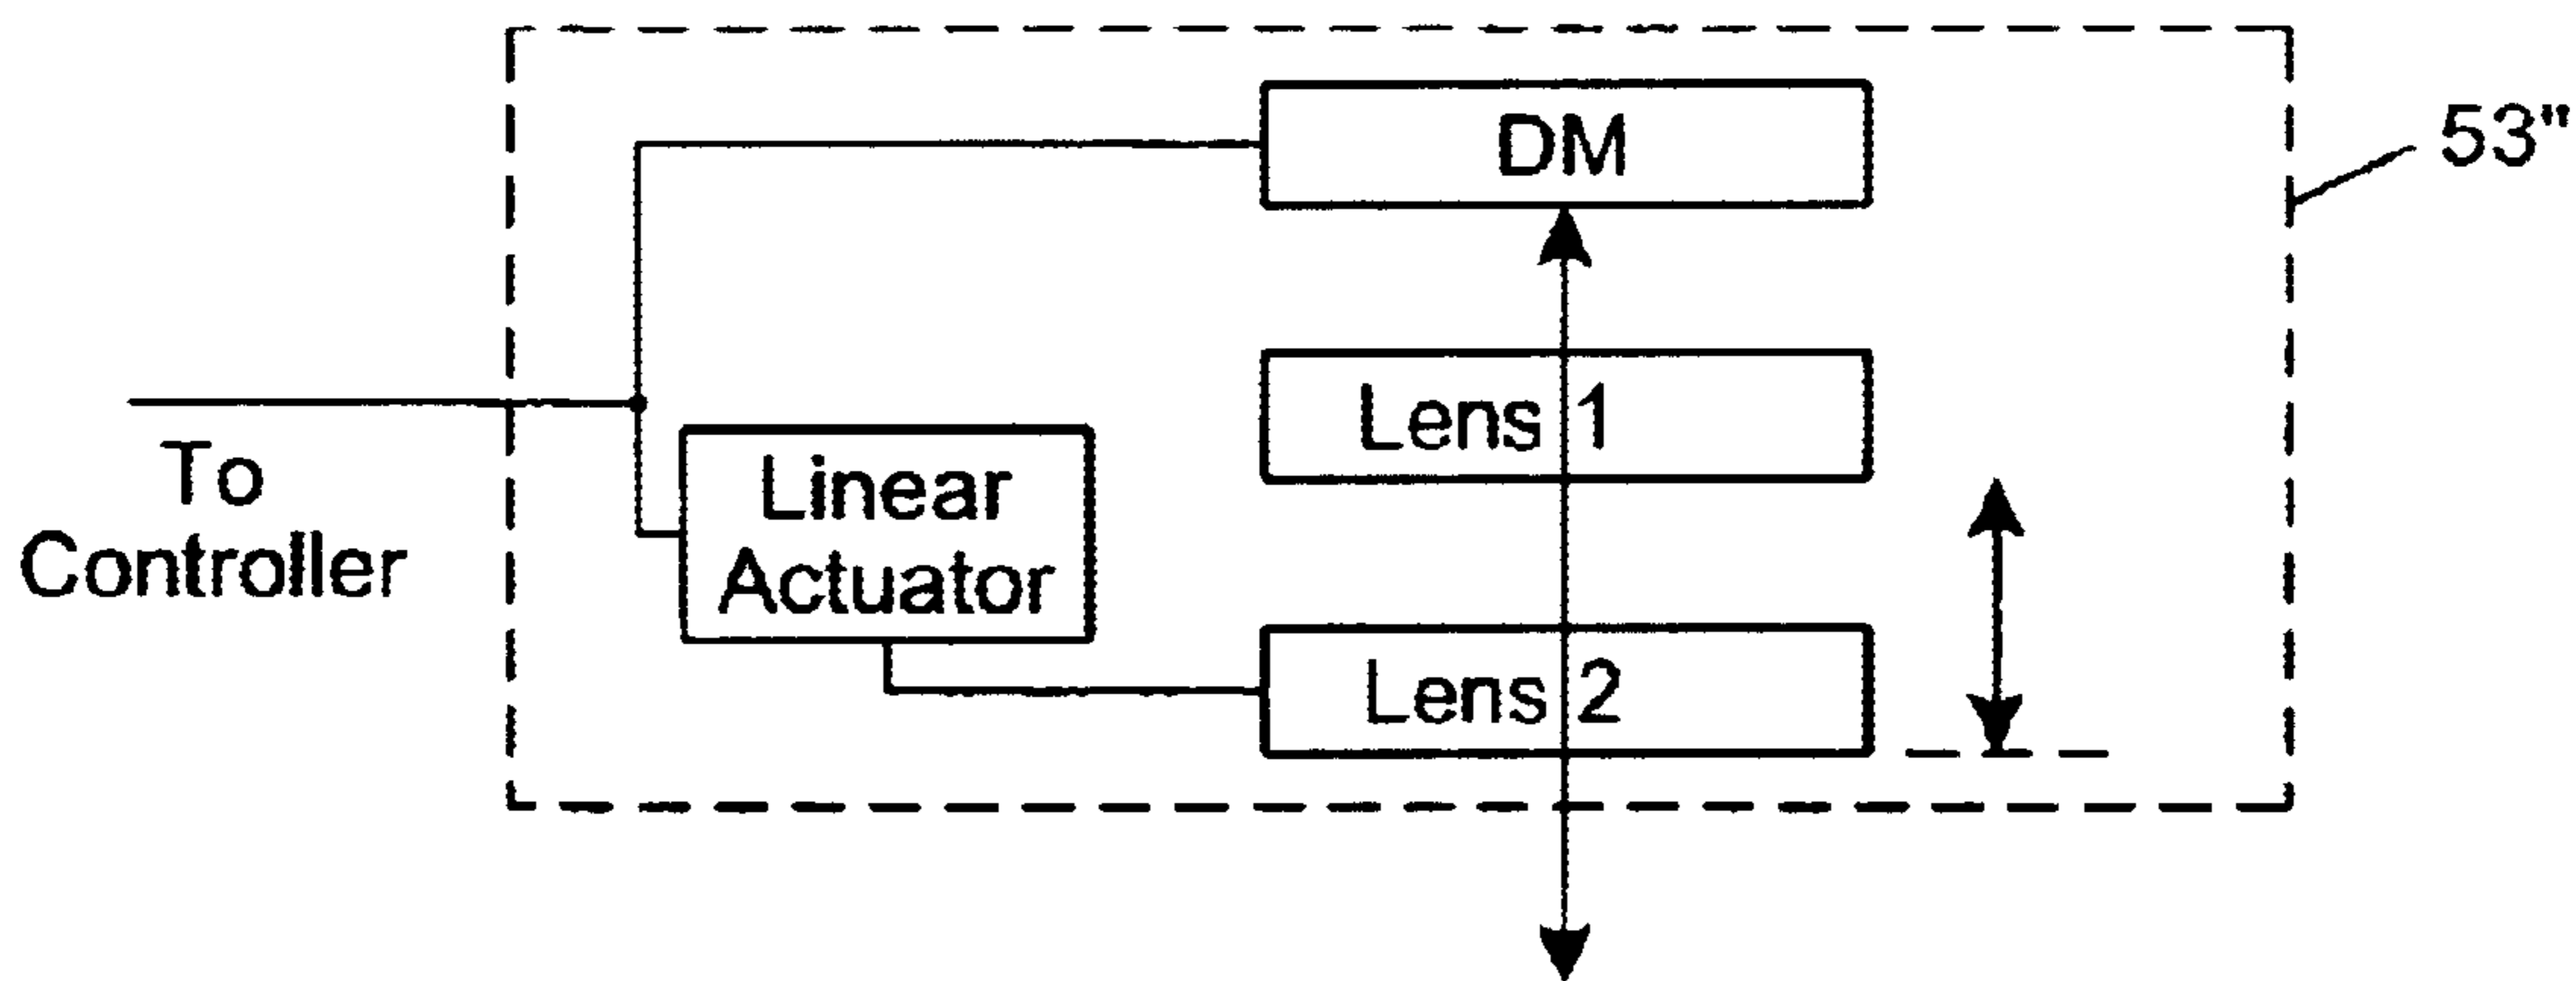 DM
53"
Lens 1
To
Controller
Linear
Actuator
Lens 2